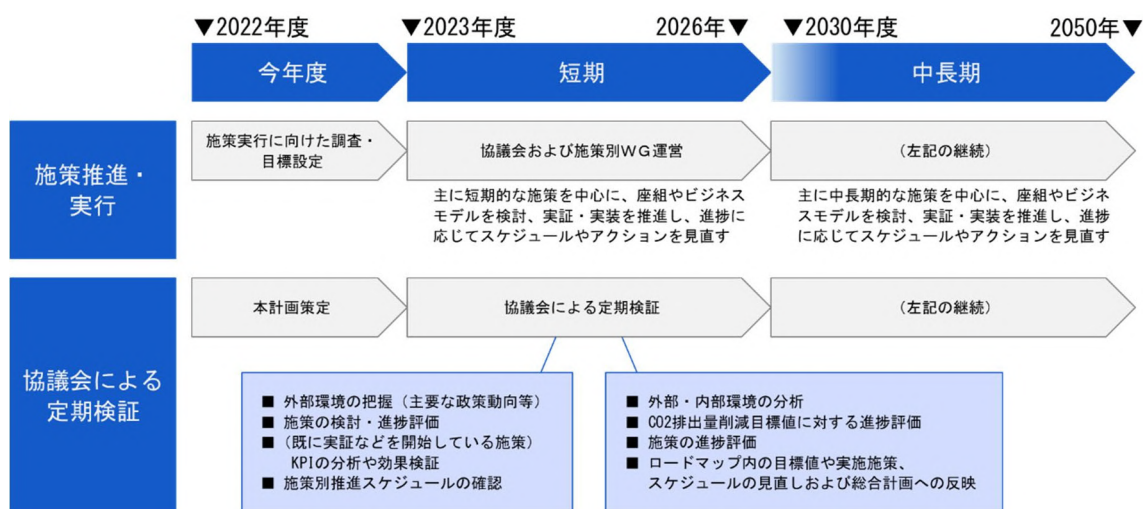 ▼2022年度
▼2023年度
2026年▼
▼2030年度
2050年▼
今年度
短期
中長期
施策推進・
実行
施策実行に向けた調査・
目標設定
協議会および施策別ＷＧ運営
(左記の継続)
主に短期的な施策を中心に、座組やビジネス
モデルを検討、実証・実装を推進し、進捗に
応じてスケジュールやアクションを見直す
主に中長期的な施策を中心に、座組やビジネ
スモデルを検討、実証・実装を推進し、進捗
に応じてスケジュールやアクションを見直す
協議会による
定期検証
本計画策定
協議会による定期検証
(左記の継続)
■ 外部環境の把握（主要な政策動向等）
■ 施策の検討・進捗評価
■ （既に実証などを開始している施策）
KPIの分析や効果検証
■ 施策別推進スケジュールの確認
■ 外部・内部環境の分析
■ CO2排出量削減目標値に対する進捗評価
■ 施策の進捗評価
■ ロードマップ内の目標値や実施施策、
スケジュールの見直しおよび総合計画への反映